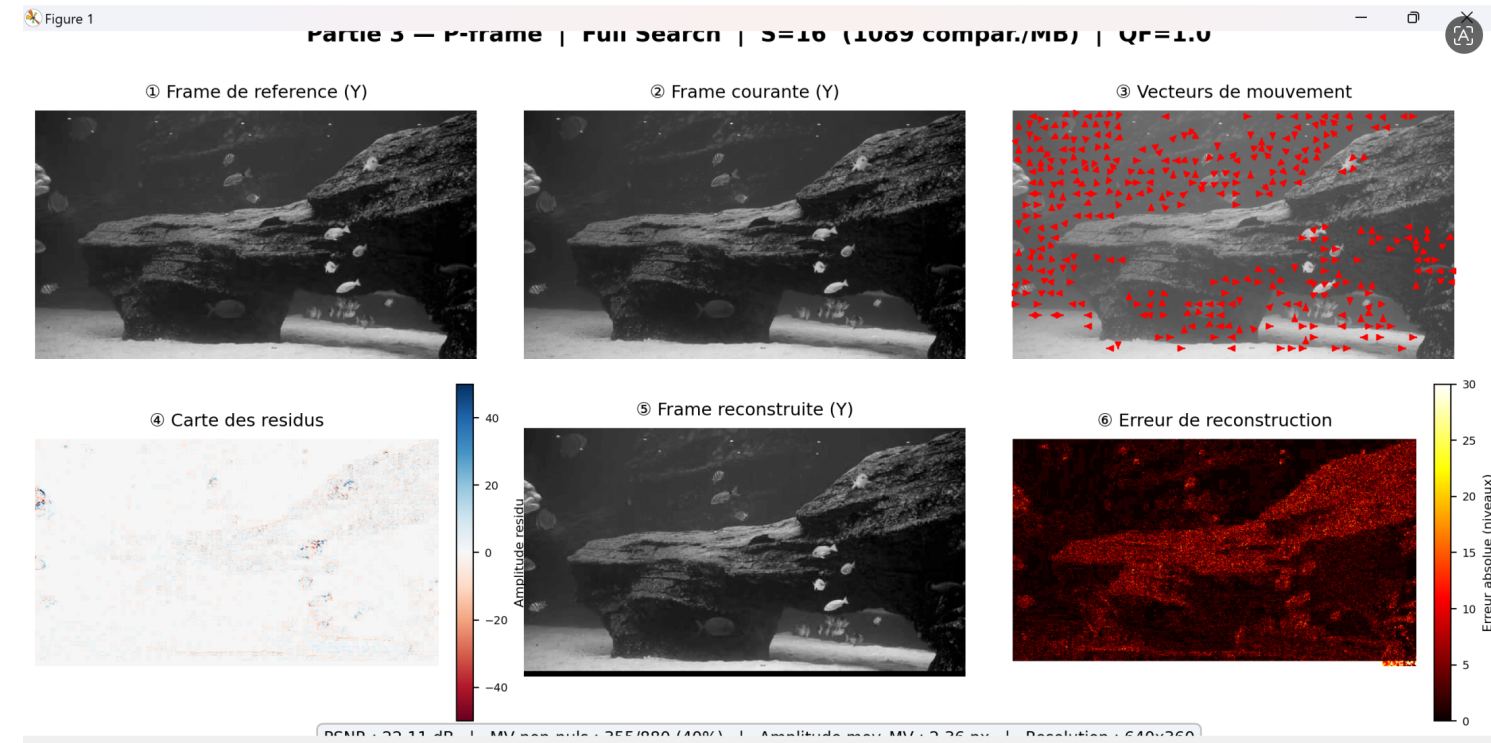 Figure 1
Partie 3 — P-frame | Full Search | S=16 (1089 compar./MB) | QF=1.0
① Frame de reference (Y)
② Frame courante (Y)
③ Vecteurs de mouvement
④ Carte des residus
40
20
0
−20
−40
Amplitude residu
⑤ Frame reconstruite (Y)
⑥ Erreur de reconstruction
30
25
20
15
10
5
0
Erreur absolue (niveaux)
PSNR : 22.11 dB | MV non-nuls : 355/880 (40%) | Amplitude moy. MV : 2.36 px | Resolution : 640x360